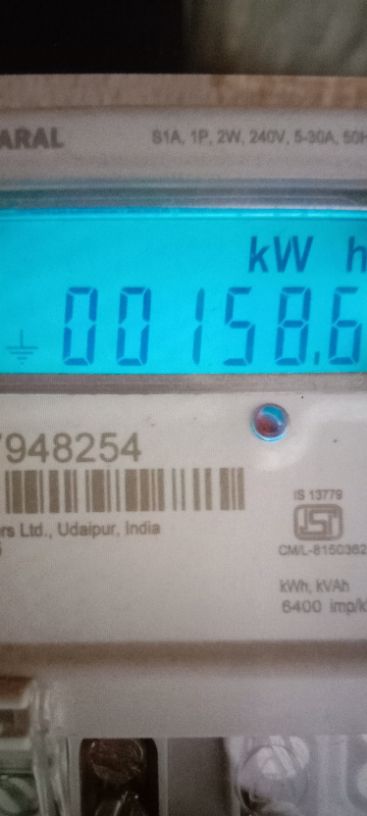 ARAL
S1A, 1P, 2W, 240V, 5-30A, 50H
kW h
00158.6
7948254
rs Ltd., Udaipur, India
IS 13779
ISI
CM/L-8150362
kWh, kVAh
6400 imp/k